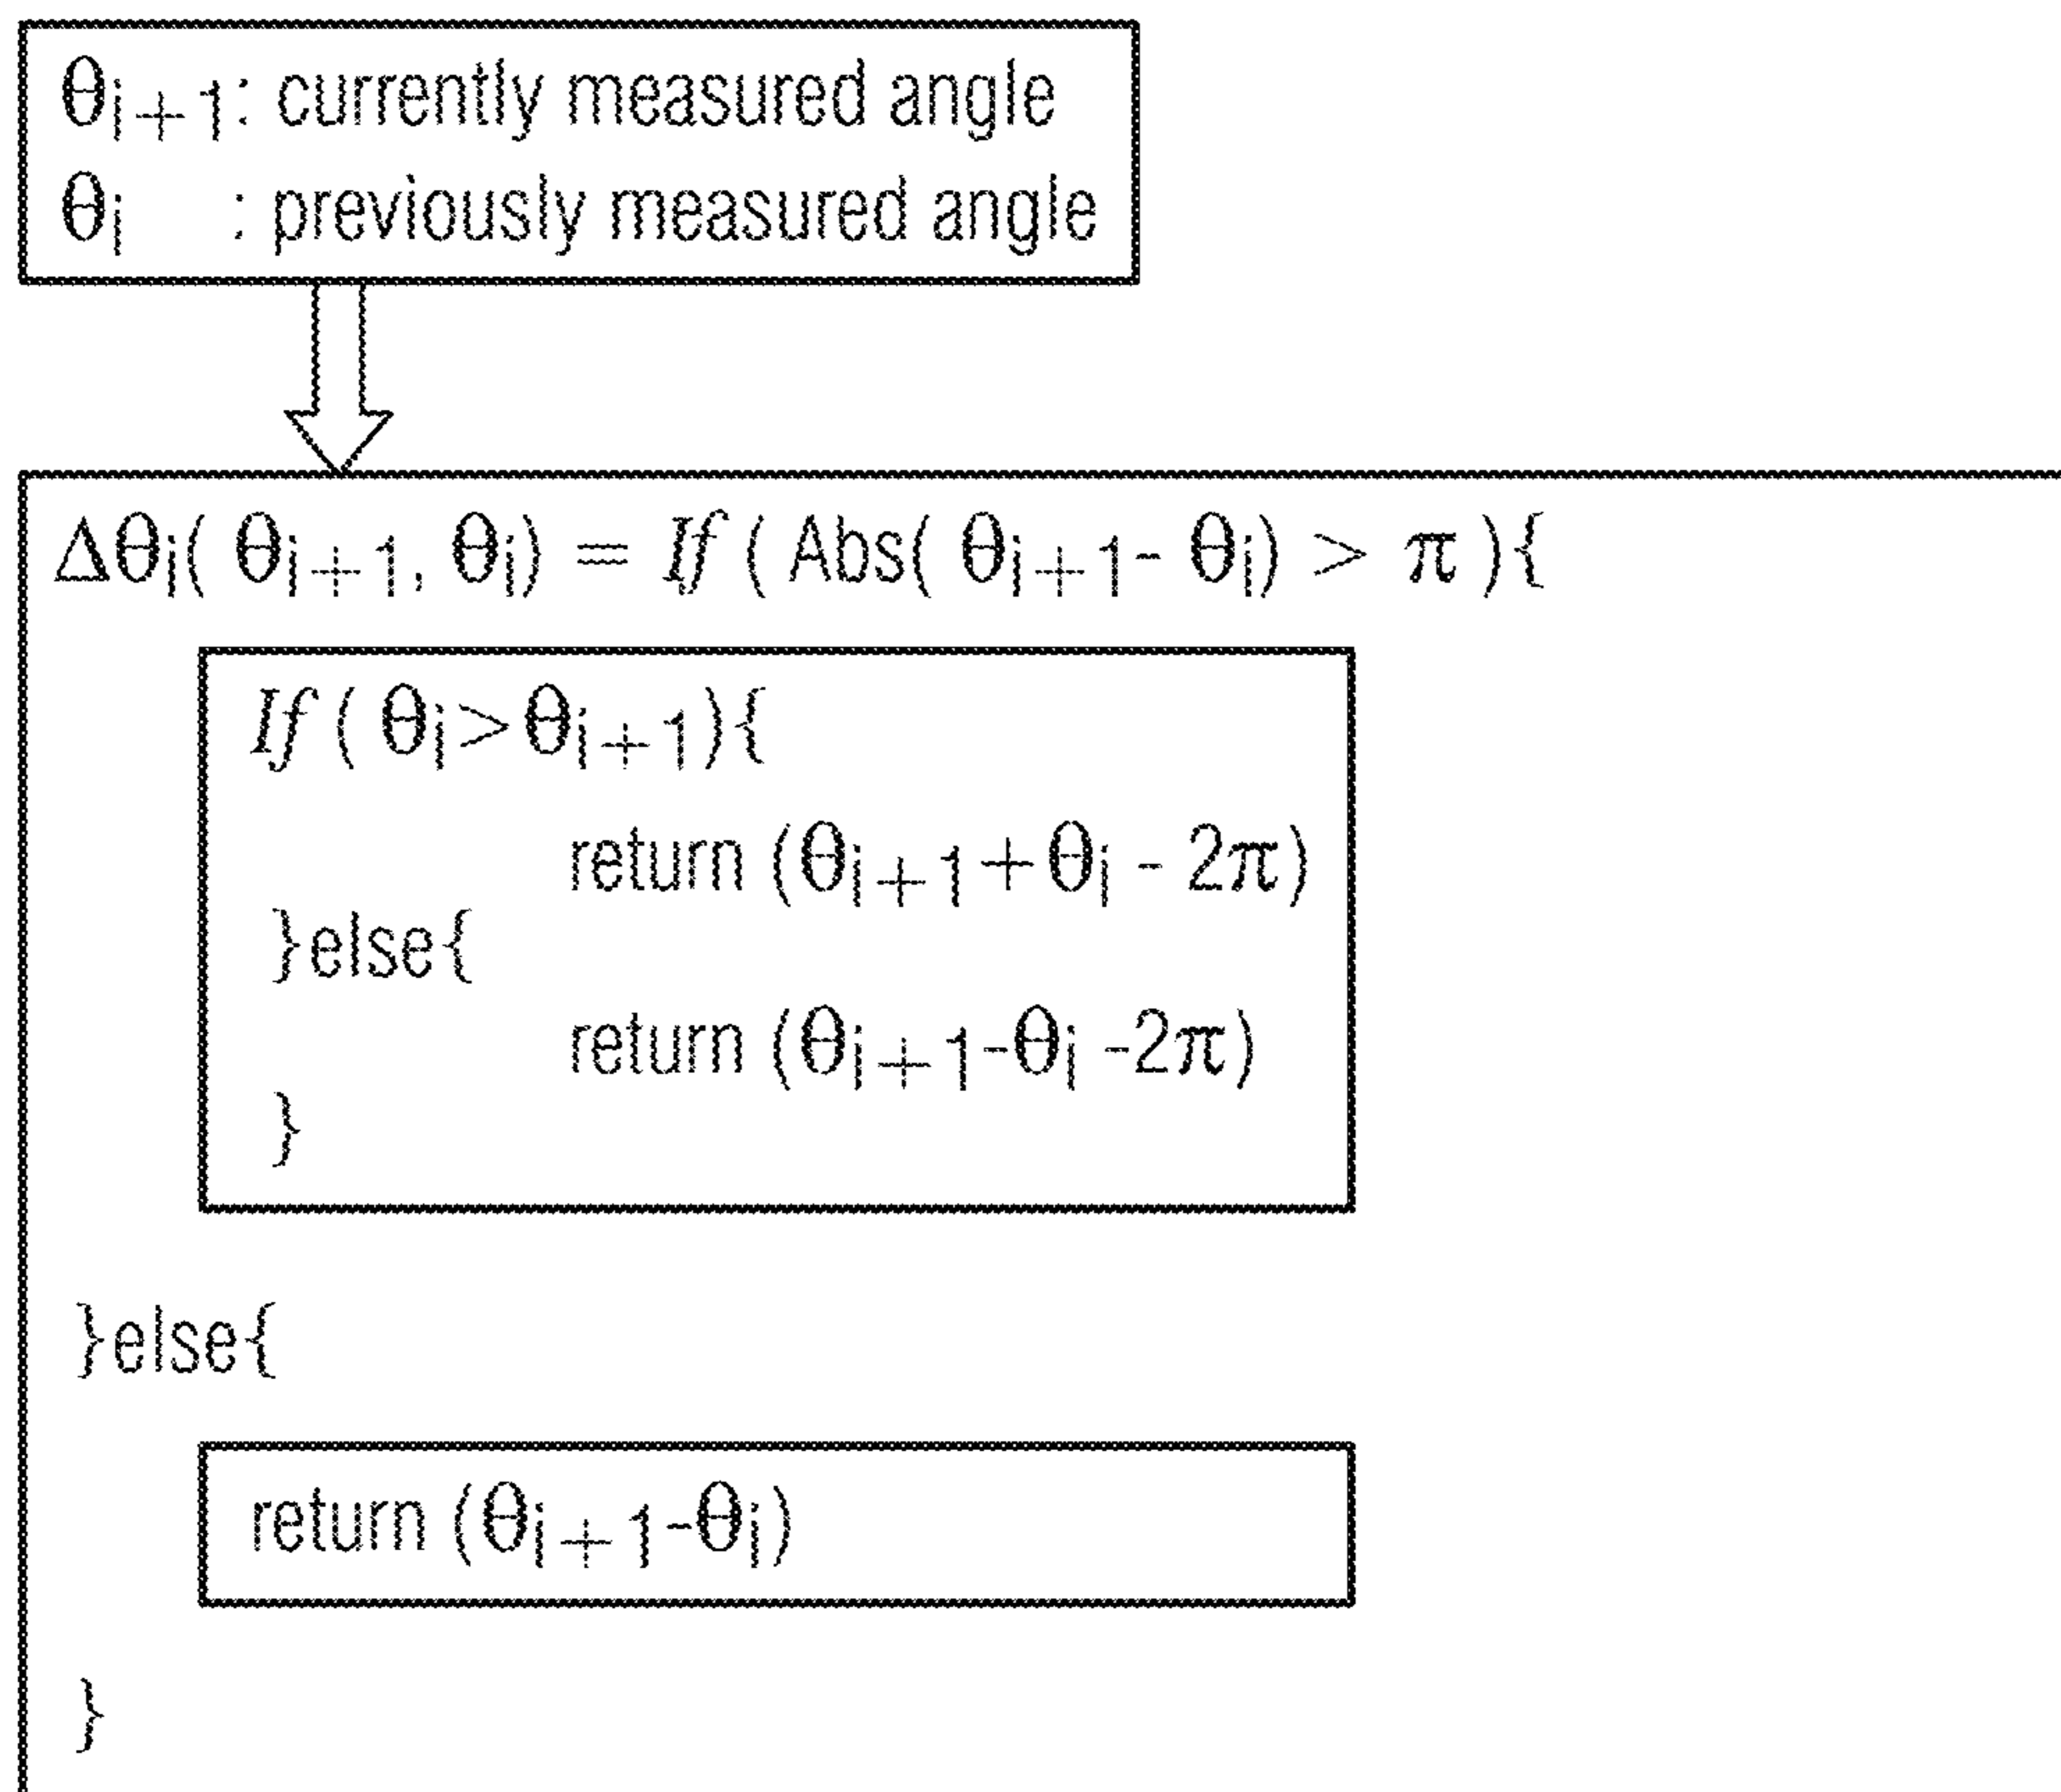 θi+1: currently measured angle
θi : previously measured angle
Δθi( θi+1, θi) = If ( Abs( θi+1- θi) > π ){
If ( θi>θi+1){
return (θi+1+θi - 2π)
}else{
return (θi+1-θi -2π)
}
}else{
return (θi+1-θi)
}